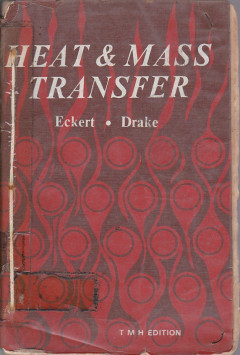 HEAT & MASS
TRANSFER
Eckert • Drake
T M H EDITION